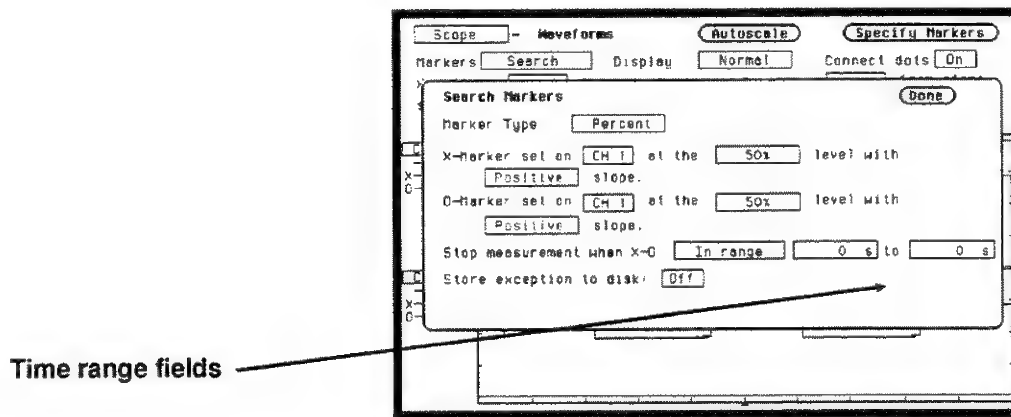 Scope - Waveforms Autoscale Specify Markers
Markers Search Display Normal Connect dots On
Search Markers Done
Marker Type Percent
X-Marker set on CH 1 at the 50% level with
Positive slope.
O-Marker set on CH 1 at the 50% level with
Positive slope.
Stop measurement when X-O In range 0 s to 0 s
Store exception to disk: Off
X
O
X
O
Time range fields